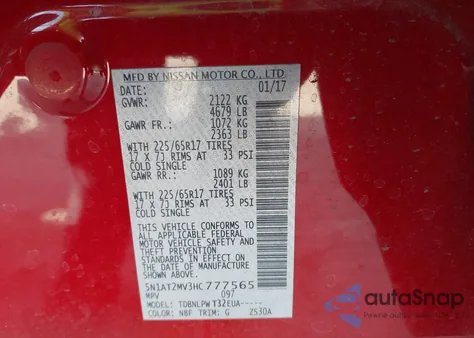 MFD BY NISSAN MOTOR CO., LTD.
DATE: 01/17
GVWR: 2122 KG
4679 LB
GAWR FR.: 1072 KG
2363 LB
WITH 225/65R17 TIRES
17 X 7J RIMS AT 33 PSI
COLD SINGLE
GAWR RR.: 1089 KG
2401 LB
WITH 225/65R17 TIRES
17 X 7J RIMS AT 33 PSI
COLD SINGLE
THIS VEHICLE CONFORMS TO
ALL APPLICABLE FEDERAL
MOTOR VEHICLE SAFETY AND
THEFT PREVENTION
STANDARDS IN EFFECT ON
THE DATE OF MANUFACTURE
SHOWN ABOVE.
5N1AT2MV3HC777565
MPV 097
MODEL: TDBNLPWT32EUA-----
COLOR: NBF TRIM: G 2530A
autoSnap